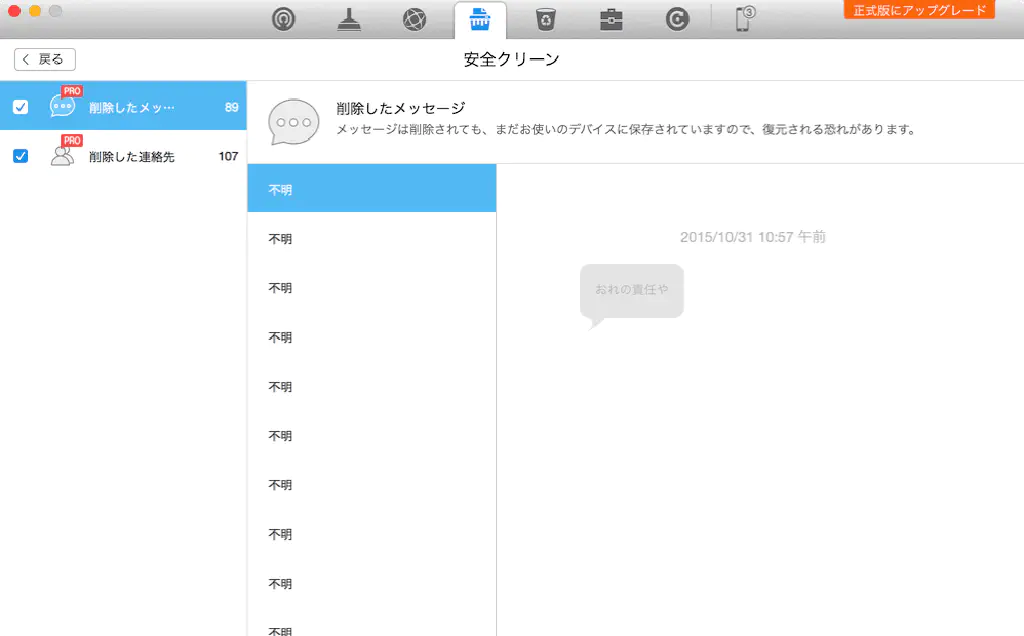 3
正式版にアップグレード
戻る
安全クリーン
PRO
削除したメッ… 89
PRO
削除した連絡先 107
削除したメッセージ
メッセージは削除されても、まだお使いのデバイスに保存されていますので、復元される恐れがあります。
不明
不明
不明
不明
不明
不明
不明
不明
不明
不明
2015/10/31 10:57 午前
おれの責任や